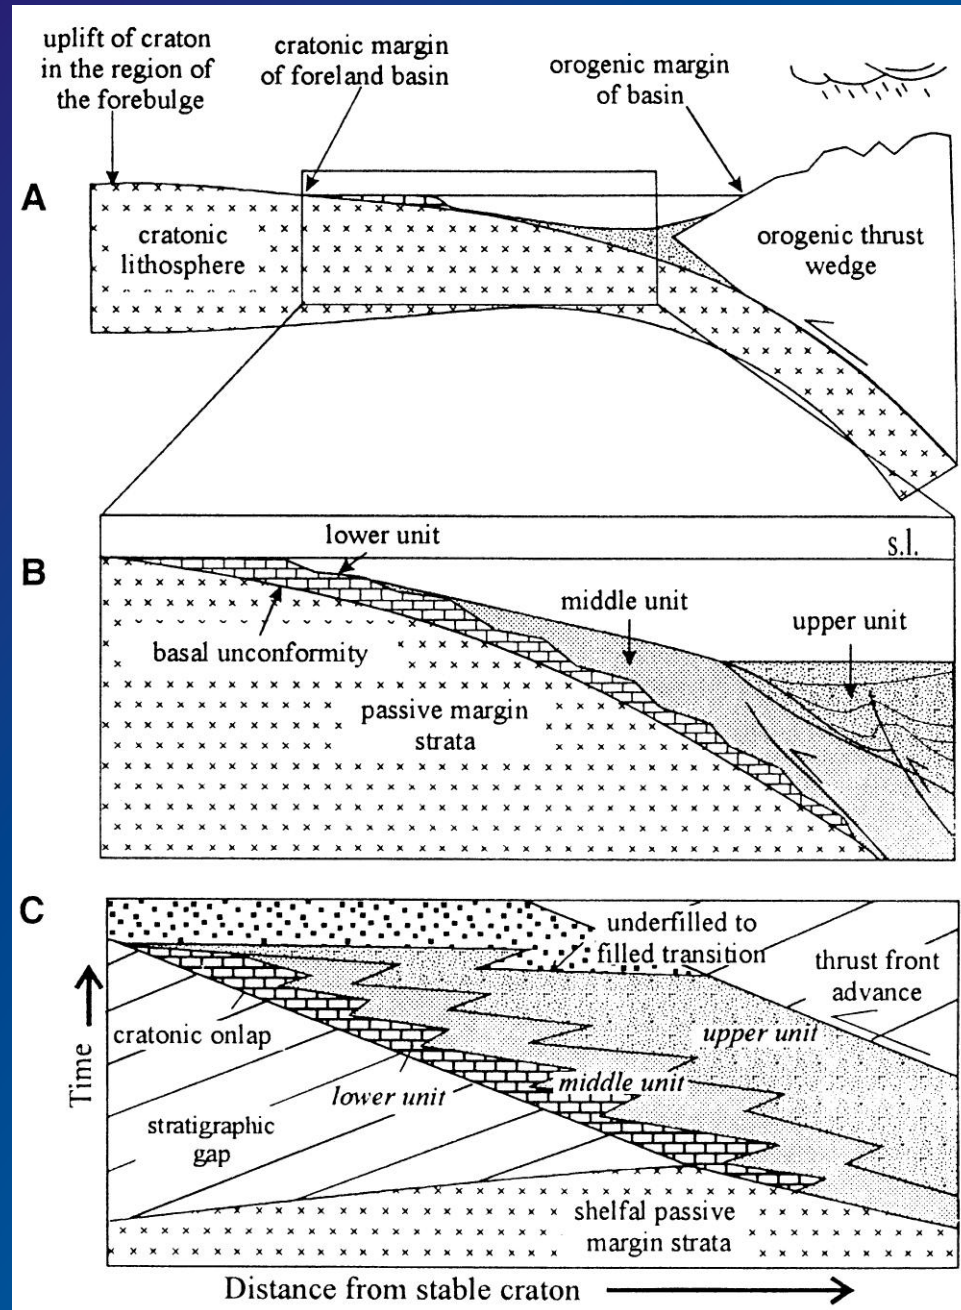 uplift of craton
in the region of
the forebulge
cratonic margin
of foreland basin
orogenic margin
of basin
A
cratonic
lithosphere
orogenic thrust
wedge
s.l.
lower unit
B
middle unit
upper unit
basal unconformity
passive margin
strata
C
underfilled to
filled transition
thrust front
advance
cratonic onlap
upper unit
middle unit
lower unit
Time
stratigraphic
gap
shelfal passive
margin strata
Distance from stable craton